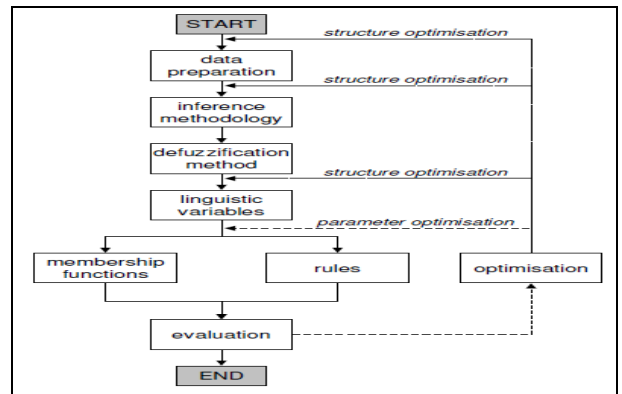 START
structure optimisation
data
preparation
structure optimisation
inference
methodology
defuzzification
method
structure optimisation
linguistic
variables
parameter optimisation
membership
functions
rules
optimisation
evaluation
END